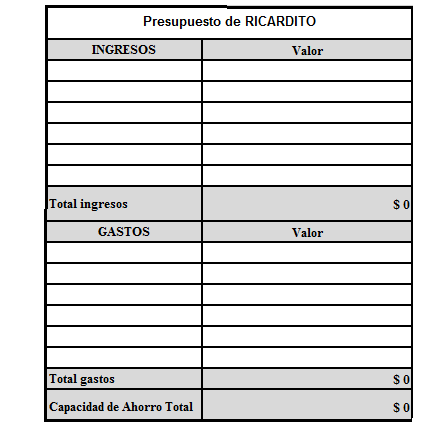 Presupuesto de RICARDITO
INGRESOS Valor
Total ingresos $ 0
GASTOS Valor
Total gastos $ 0
Capacidad de Ahorro Total $ 0